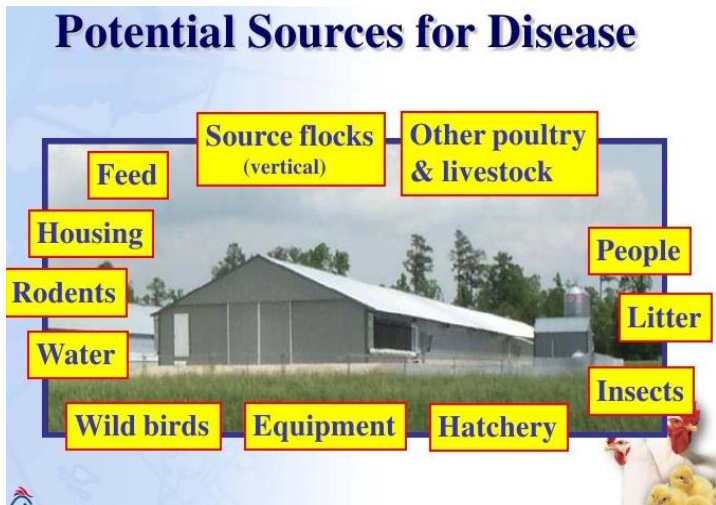 Potential Sources for Disease
Source flocks
(vertical)
Other poultry
& livestock
Feed
Housing
People
Rodents
Litter
Water
Insects
Wild birds
Equipment
Hatchery